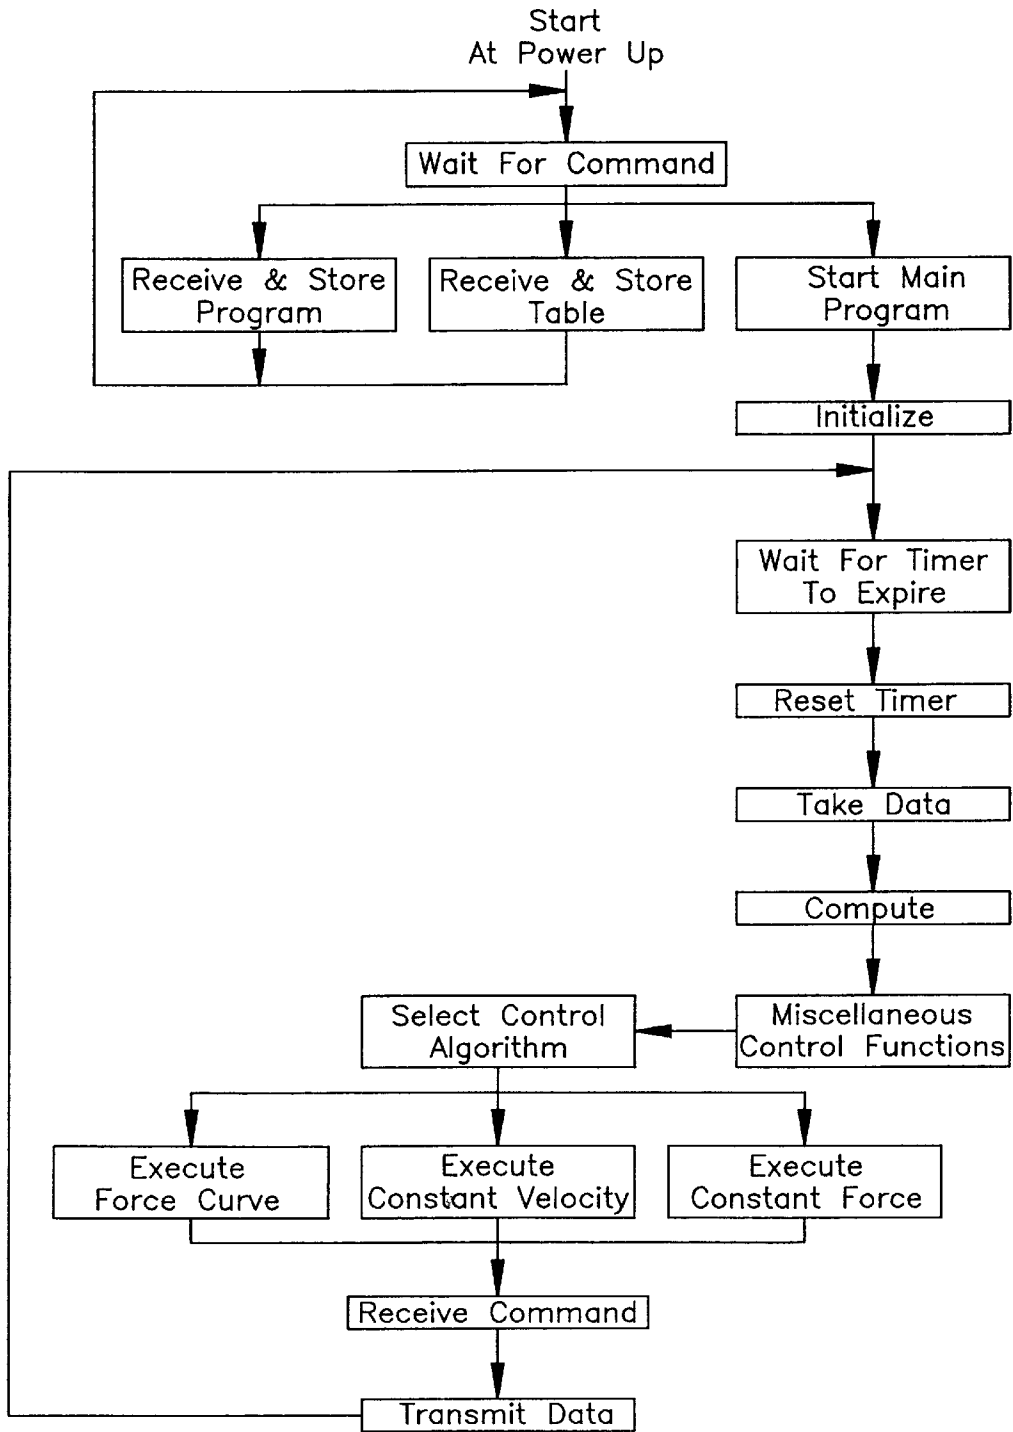 Start
At Power Up
Wait For Command
Receive & Store
Program
Receive & Store
Table
Start Main
Program
Initialize
Wait For Timer
To Expire
Reset Timer
Take Data
Compute
Miscellaneous
Control Functions
Select Control
Algorithm
Execute
Force Curve
Execute
Constant Velocity
Execute
Constant Force
Receive Command
Transmit Data